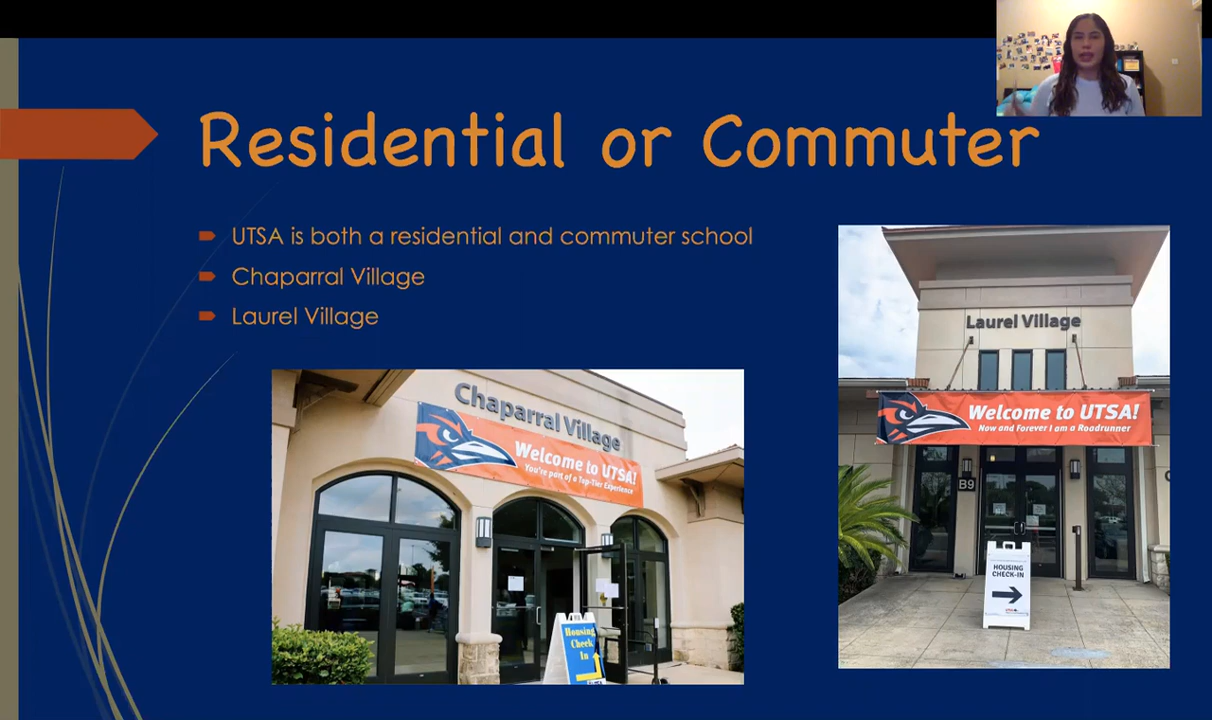 Residential or Commuter
UTSA is both a residential and commuter school
Chaparral Village
Laurel Village
Chaparral Village
Welcome to UTSA!
You're part of a Top-Tier Experience
Housing
Check
In
Laurel Village
Welcome to UTSA!
Now and Forever I am a Roadrunner
B9
HOUSING
CHECK-IN